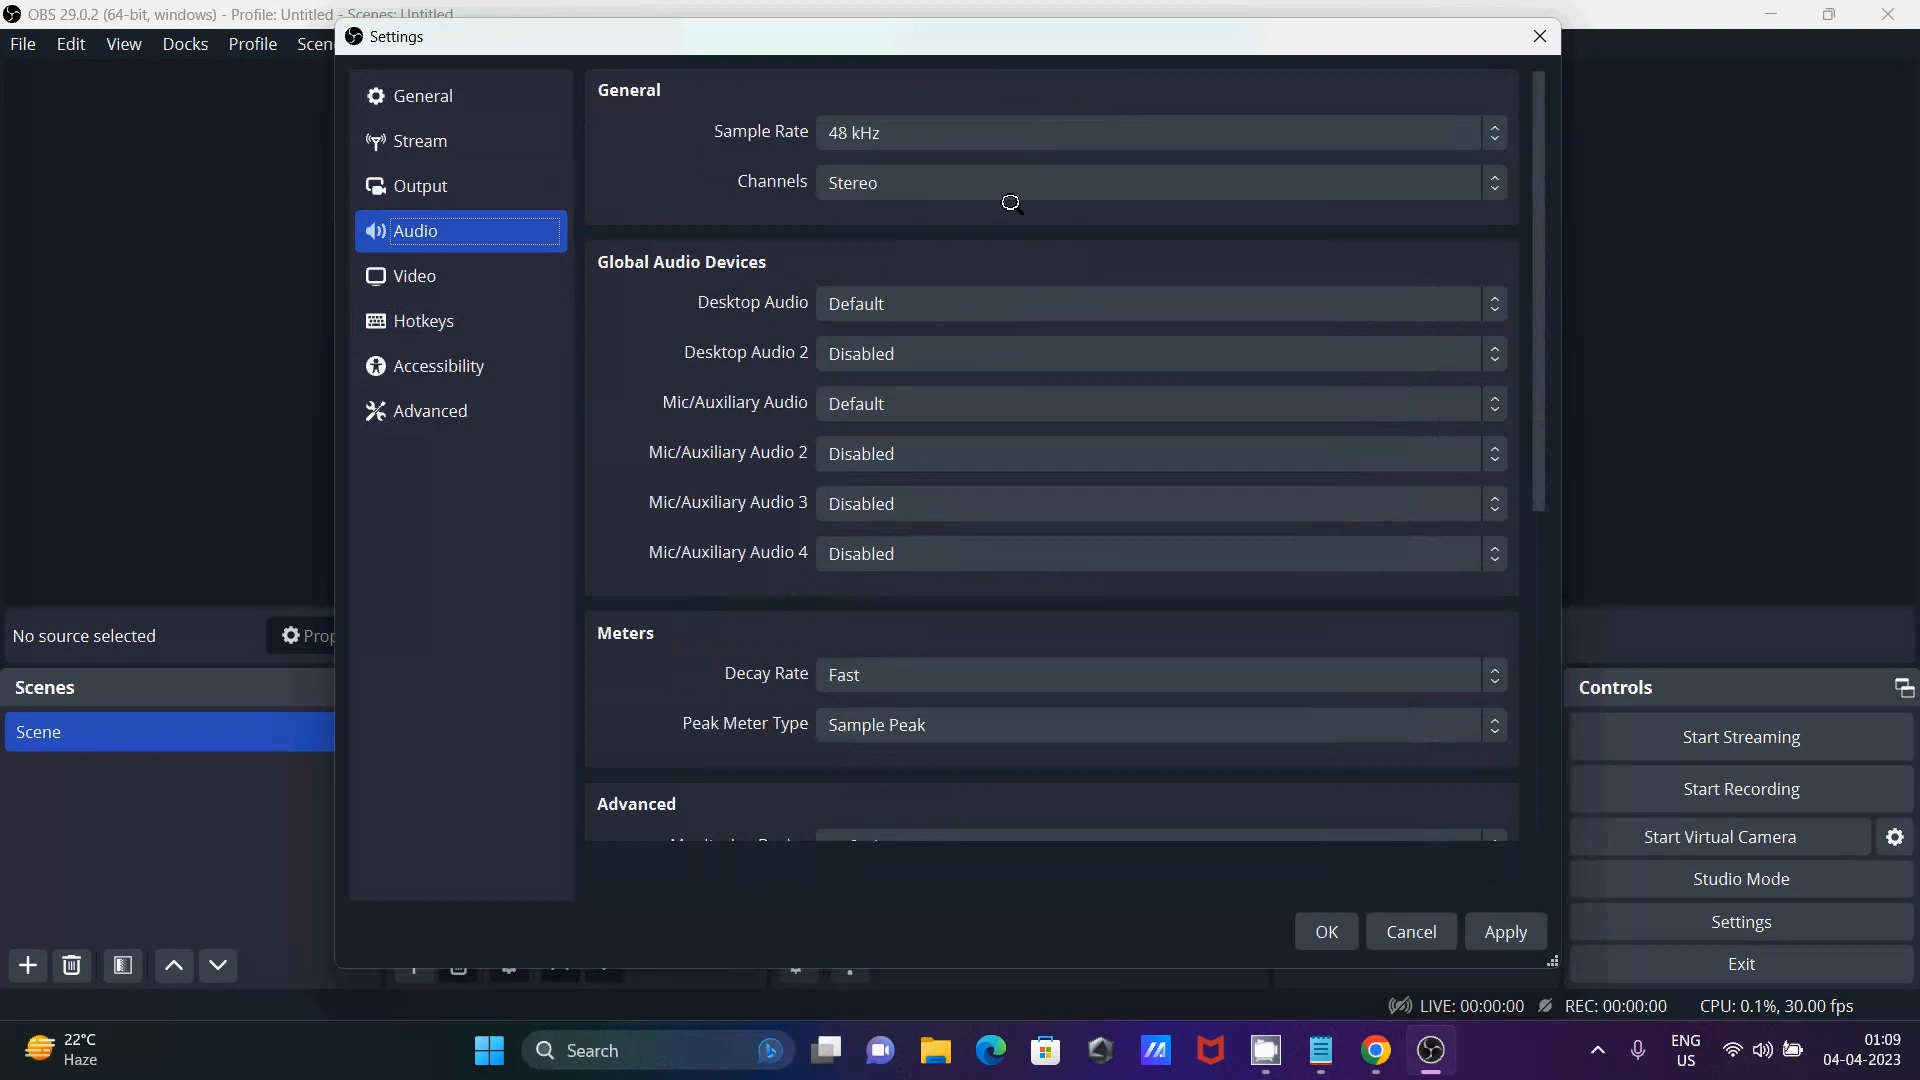 OBS 29.0.2 (64-bit, windows) - Profile: Untitled - Scenes: Untitled
File Edit View Docks Profile Scen
Settings
General
Stream
Output
Audio
Video
Hotkeys
Accessibility
Advanced
General
Sample Rate 48 kHz
Channels Stereo
Global Audio Devices
Desktop Audio Default
Desktop Audio 2 Disabled
Mic/Auxiliary Audio Default
Mic/Auxiliary Audio 2 Disabled
Mic/Auxiliary Audio 3 Disabled
Mic/Auxiliary Audio 4 Disabled
Meters
Decay Rate Fast
Peak Meter Type Sample Peak
Advanced
OK Cancel Apply
No source selected Prop
Scenes
Scene
Controls
Start Streaming
Start Recording
Start Virtual Camera
Studio Mode
Settings
Exit
LIVE: 00:00:00 REC: 00:00:00 CPU: 0.1%, 30.00 fps
22°C
Haze
Search
ENG
US
01:09
04-04-2023